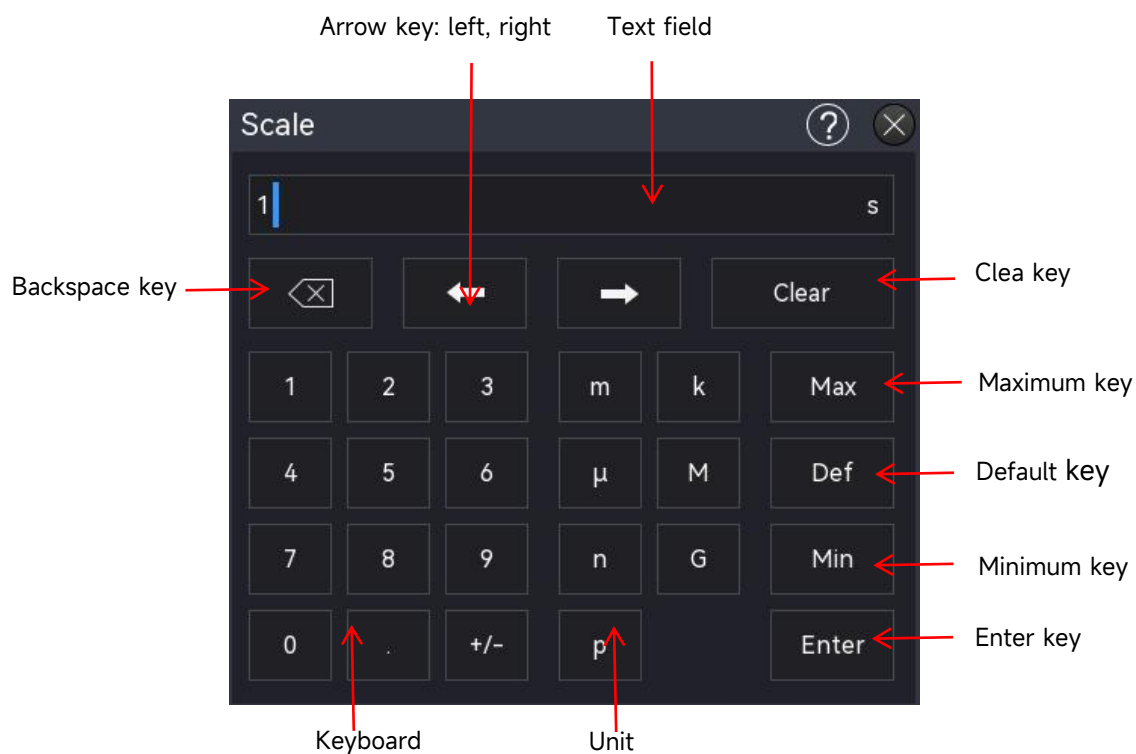 Arrow key: left, right Text field
Scale ?
1 s
Backspace key Clear Clea key
1 2 3 m k Max Maximum key
4 5 6 μ M Def Default key
7 8 9 n G Min Minimum key
0 . +/- p Enter Enter key
Keyboard Unit